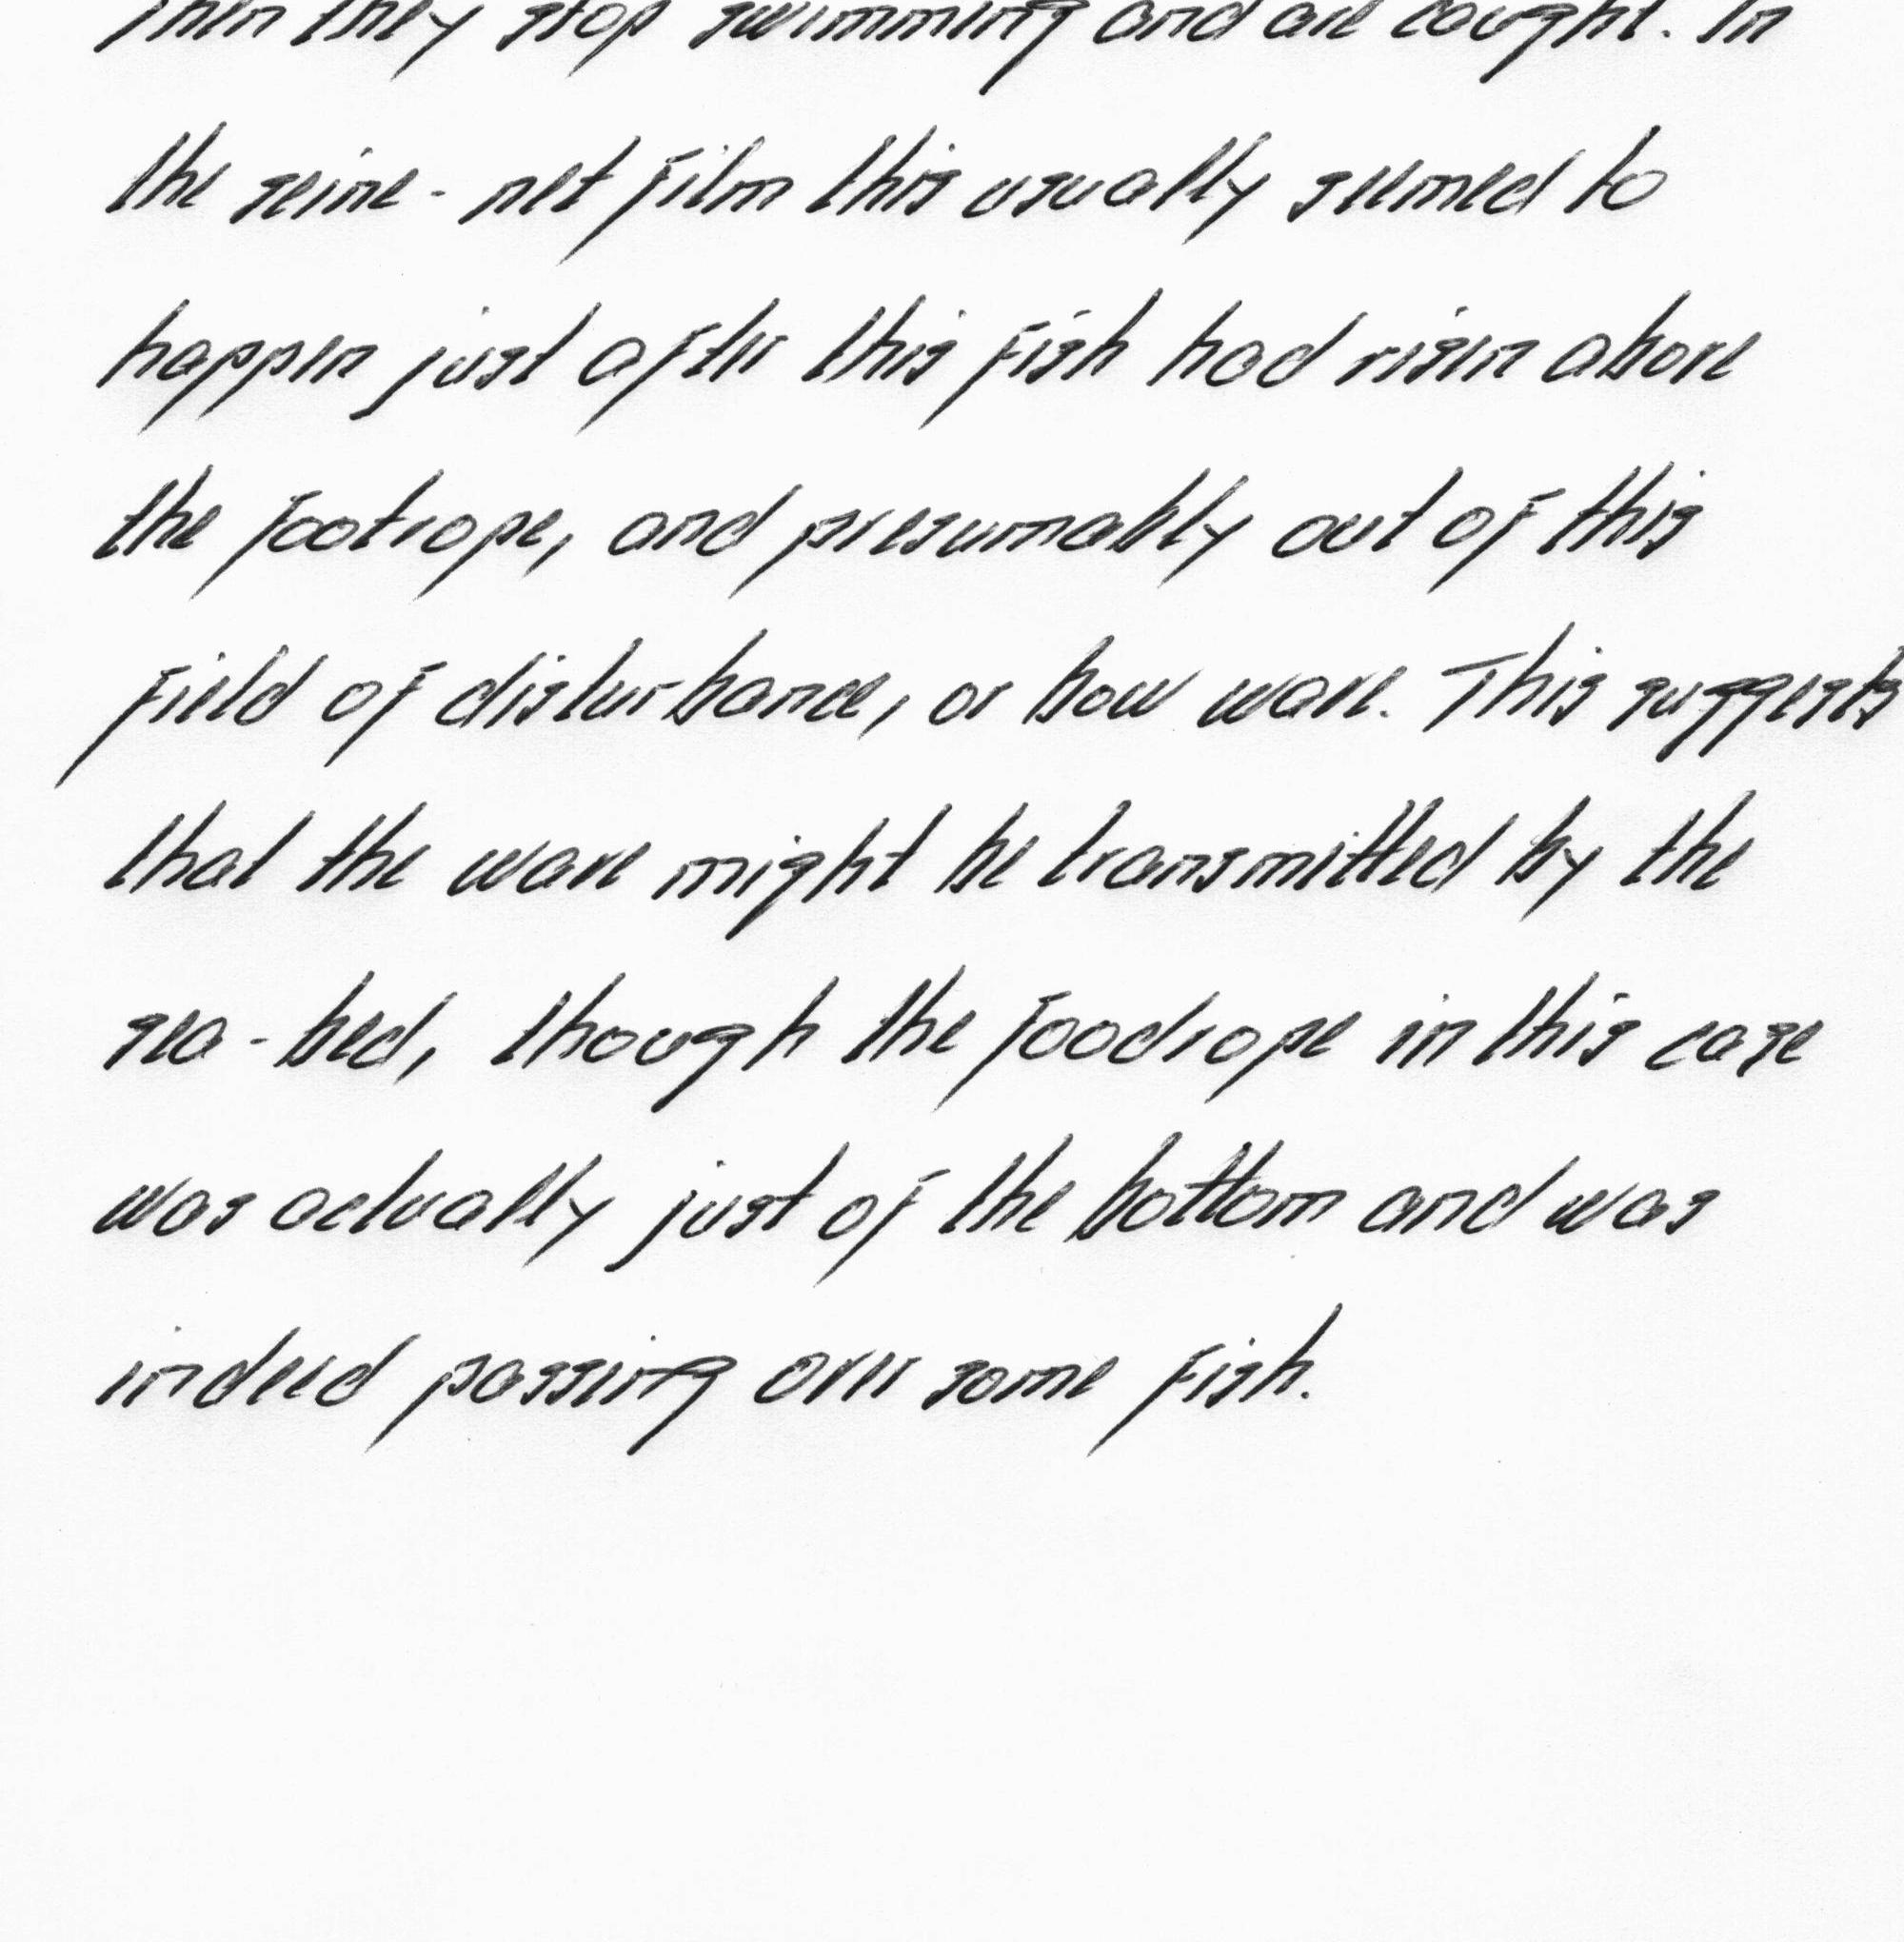 Then they stop swimming and are caught. In
the seine-net film this usually seemed to
happen just after this fish had risen above
the footrope, and presumably out of this
field of disturbance, or bow wave. This suggests
that the wave might be transmitted by the
sea-bed, though the foodrope in this case
was actually just of the bottom and was
indeed passing over some fish.